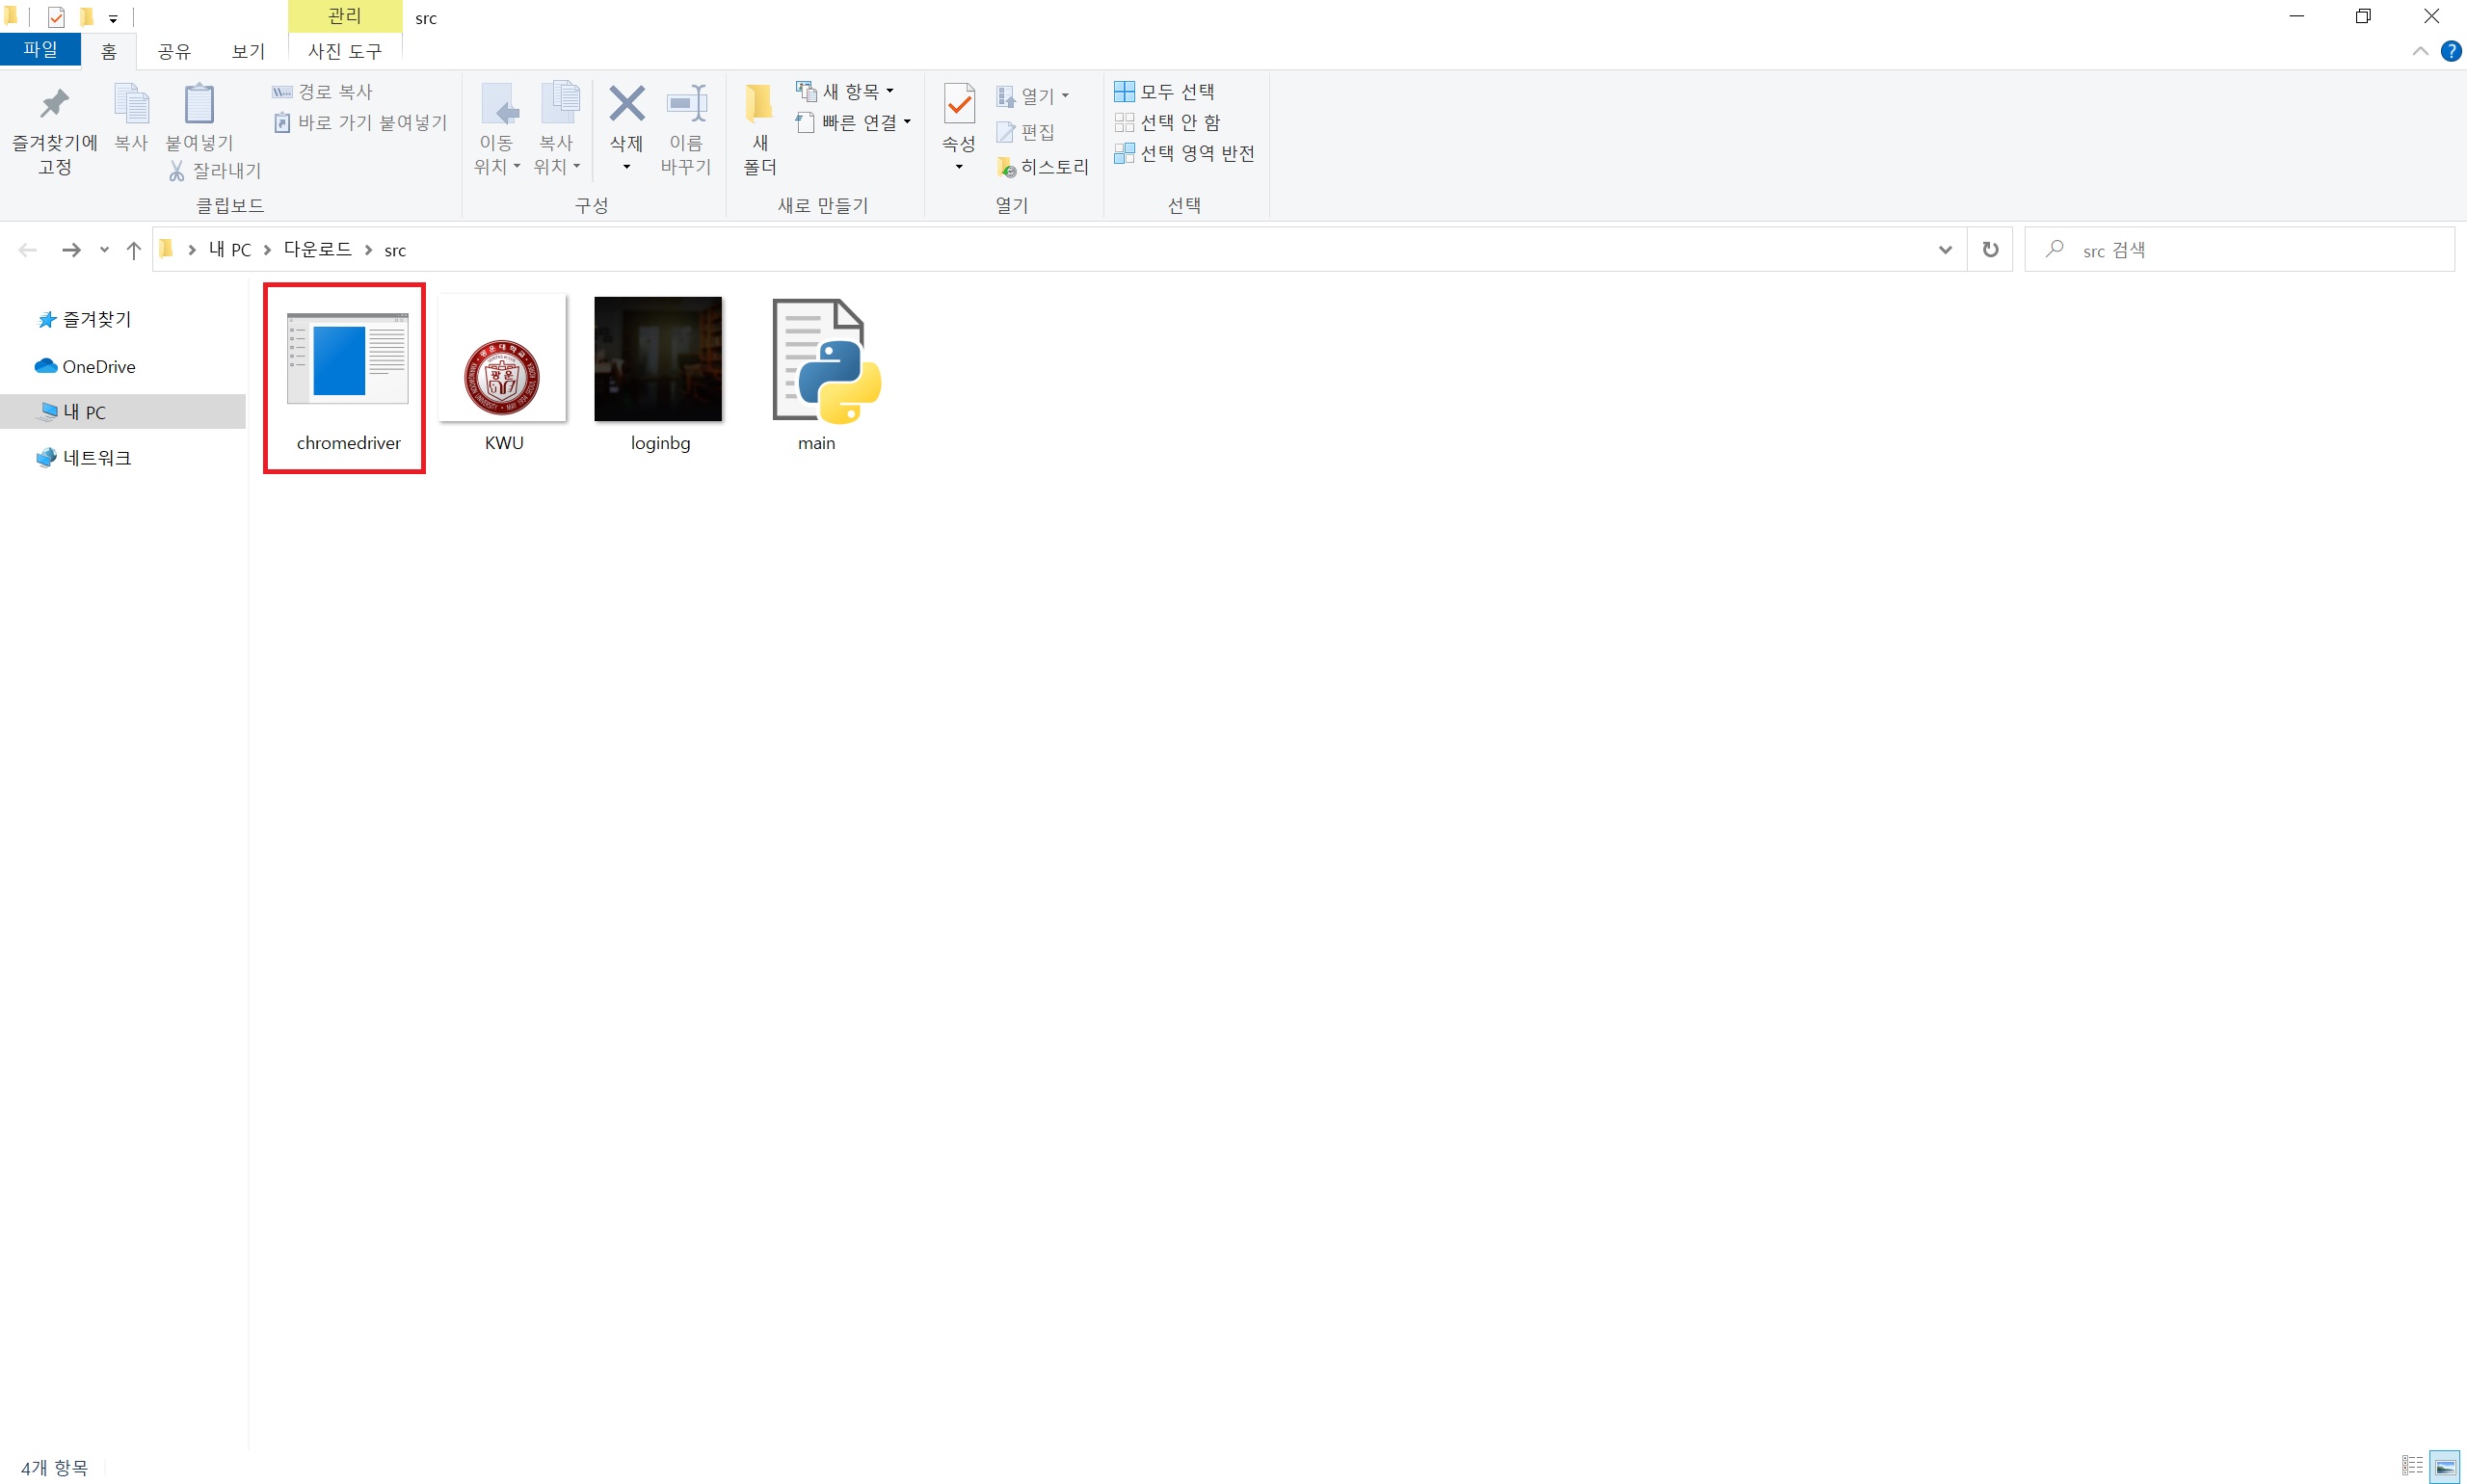 관리
src
파일
홈
공유
보기
사진 도구
즐겨찾기에
고정
복사
붙여넣기
잘라내기
경로 복사
바로 가기 붙여넣기
클립보드
이동
위치
복사
위치
삭제
이름
바꾸기
구성
새
폴더
새 항목
빠른 연결
새로 만들기
속성
열기
편집
히스토리
열기
모두 선택
선택 안 함
선택 영역 반전
선택
내 PC
다운로드
src
src 검색
즐겨찾기
OneDrive
내 PC
네트워크
chromedriver
KWU
loginbg
main
광운
4개 항목